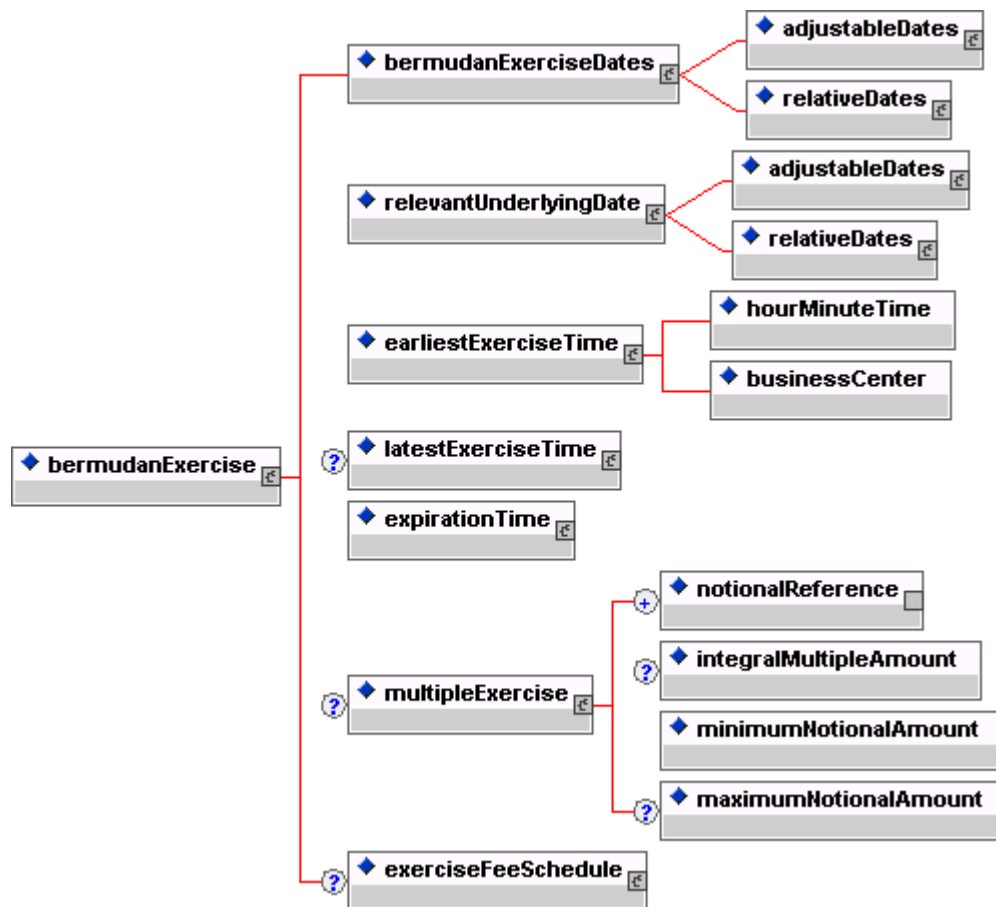 adjustableDates
bermudanExerciseDates
relativeDates
adjustableDates
relevantUnderlyingDate
relativeDates
hourMinuteTime
earliestExerciseTime
businessCenter
? latestExerciseTime
bermudanExercise
expirationTime
+ notionalReference
? integralMultipleAmount
? multipleExercise
minimumNotionalAmount
? maximumNotionalAmount
? exerciseFeeSchedule